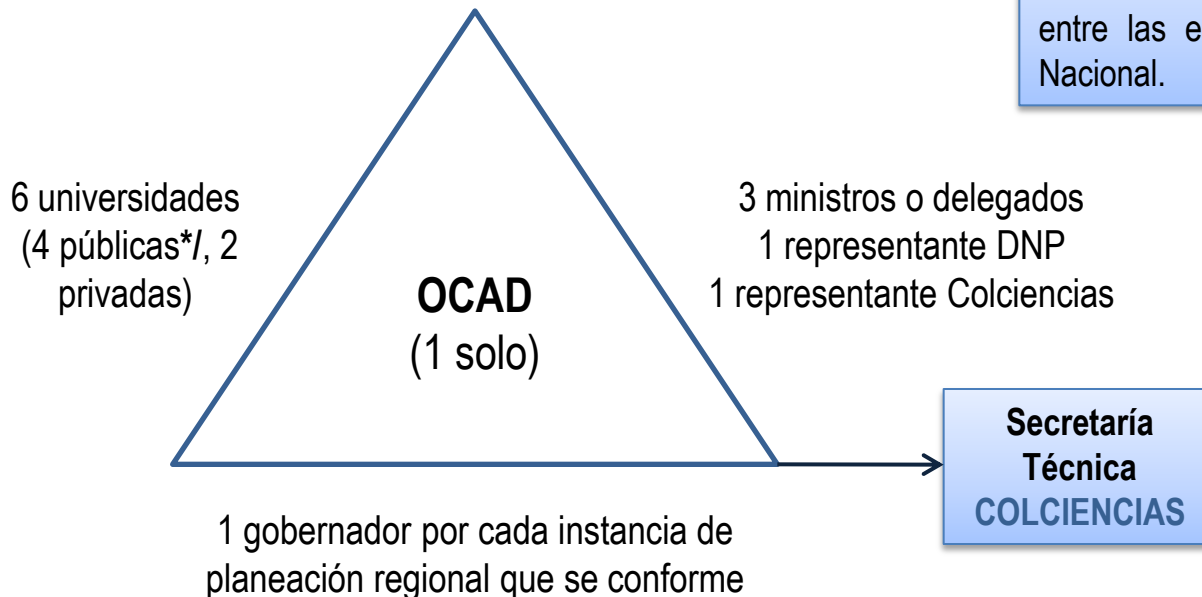 entre las e
Nacional.
6 universidades
(4 públicas*/, 2
privadas)
3 ministros o delegados
1 representante DNP
1 representante Colciencias
OCAD
(1 solo)
Secretaría
Técnica
COLCIENCIAS
1 gobernador por cada instancia de
planeación regional que se conforme